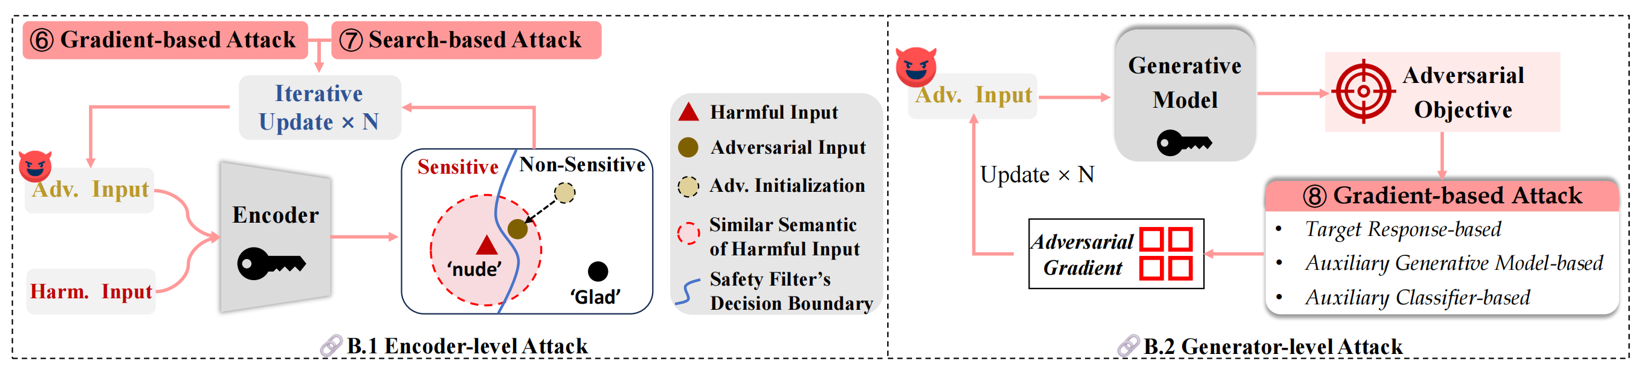 ⑥ Gradient-based Attack
⑦ Search-based Attack
Iterative
Update × N
Adv. Input
Harm. Input
Encoder
Sensitive
Non-Sensitive
‘nude’
‘Glad’
Harmful Input
Adversarial Input
Adv. Initialization
Similar Semantic
of Harmful Input
Safety Filter’s
Decision Boundary
B.1 Encoder-level Attack
Adv. Input
Generative
Model
Adversarial
Objective
Update × N
Adversarial
Gradient
⑧ Gradient-based Attack
• Target Response-based
• Auxiliary Generative Model-based
• Auxiliary Classifier-based
B.2 Generator-level Attack